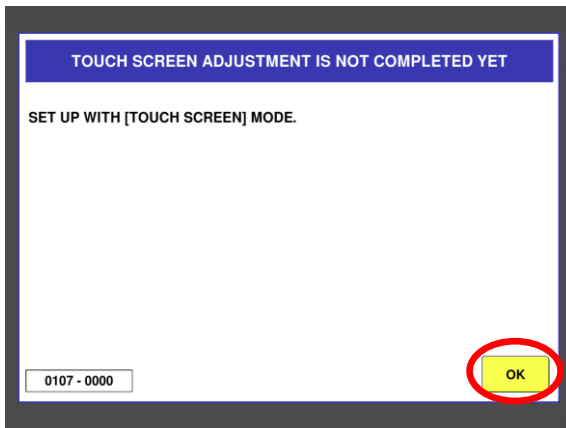 TOUCH SCREEN ADJUSTMENT IS NOT COMPLETED YET
SET UP WITH [TOUCH SCREEN] MODE.
0107 - 0000
OK